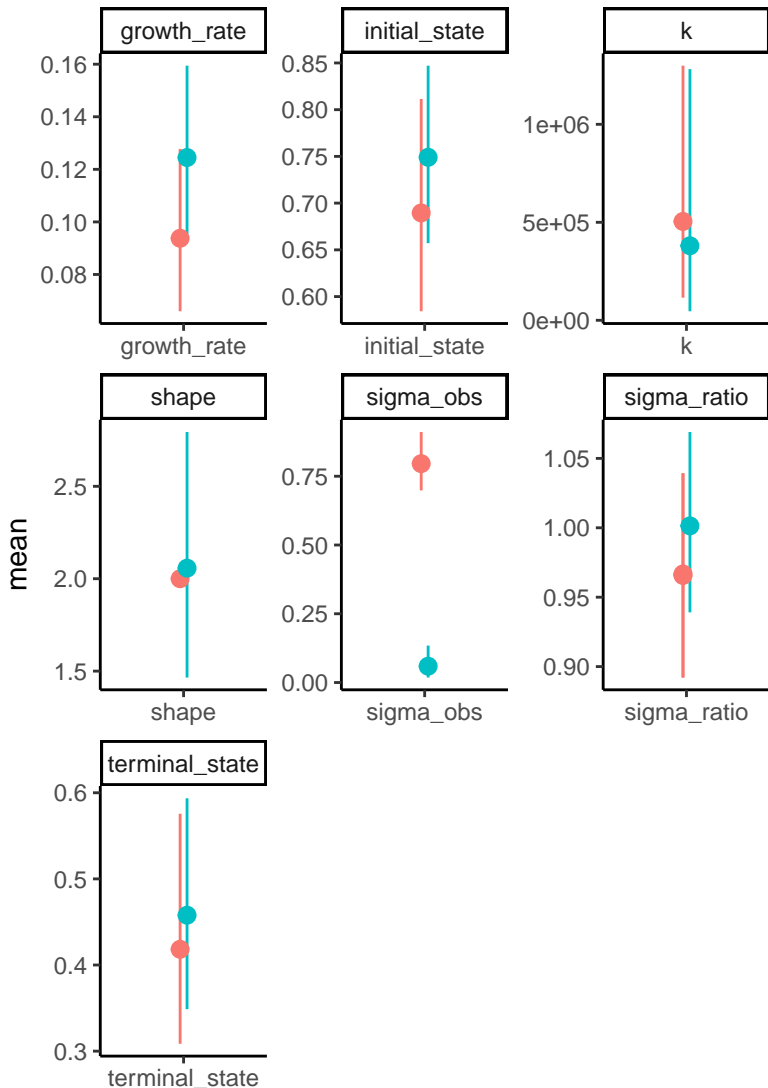 growth_rate
initial_state
k
0.16
0.14
0.12
0.10
0.08
0.85
0.80
0.75
0.70
0.65
0.60
1e+06
5e+05
0e+00
growth_rate
initial_state
k
shape
sigma_obs
sigma_ratio
mean
2.5
2.0
1.5
0.75
0.50
0.25
0.00
1.05
1.00
0.95
0.90
shape
sigma_obs
sigma_ratio
terminal_state
0.6
0.5
0.4
0.3
terminal_state